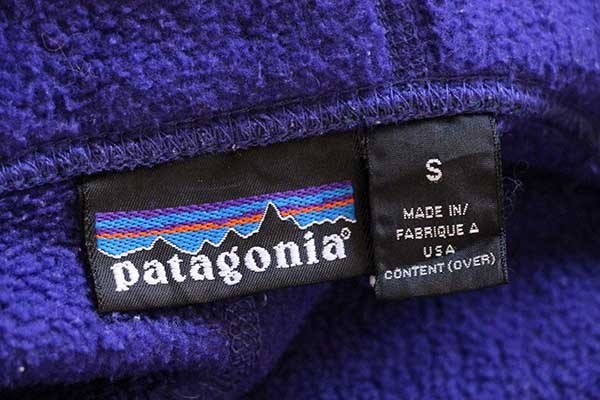 patagonia®
S
MADE IN/
FABRIQUE A
USA
CONTENT (OVER)